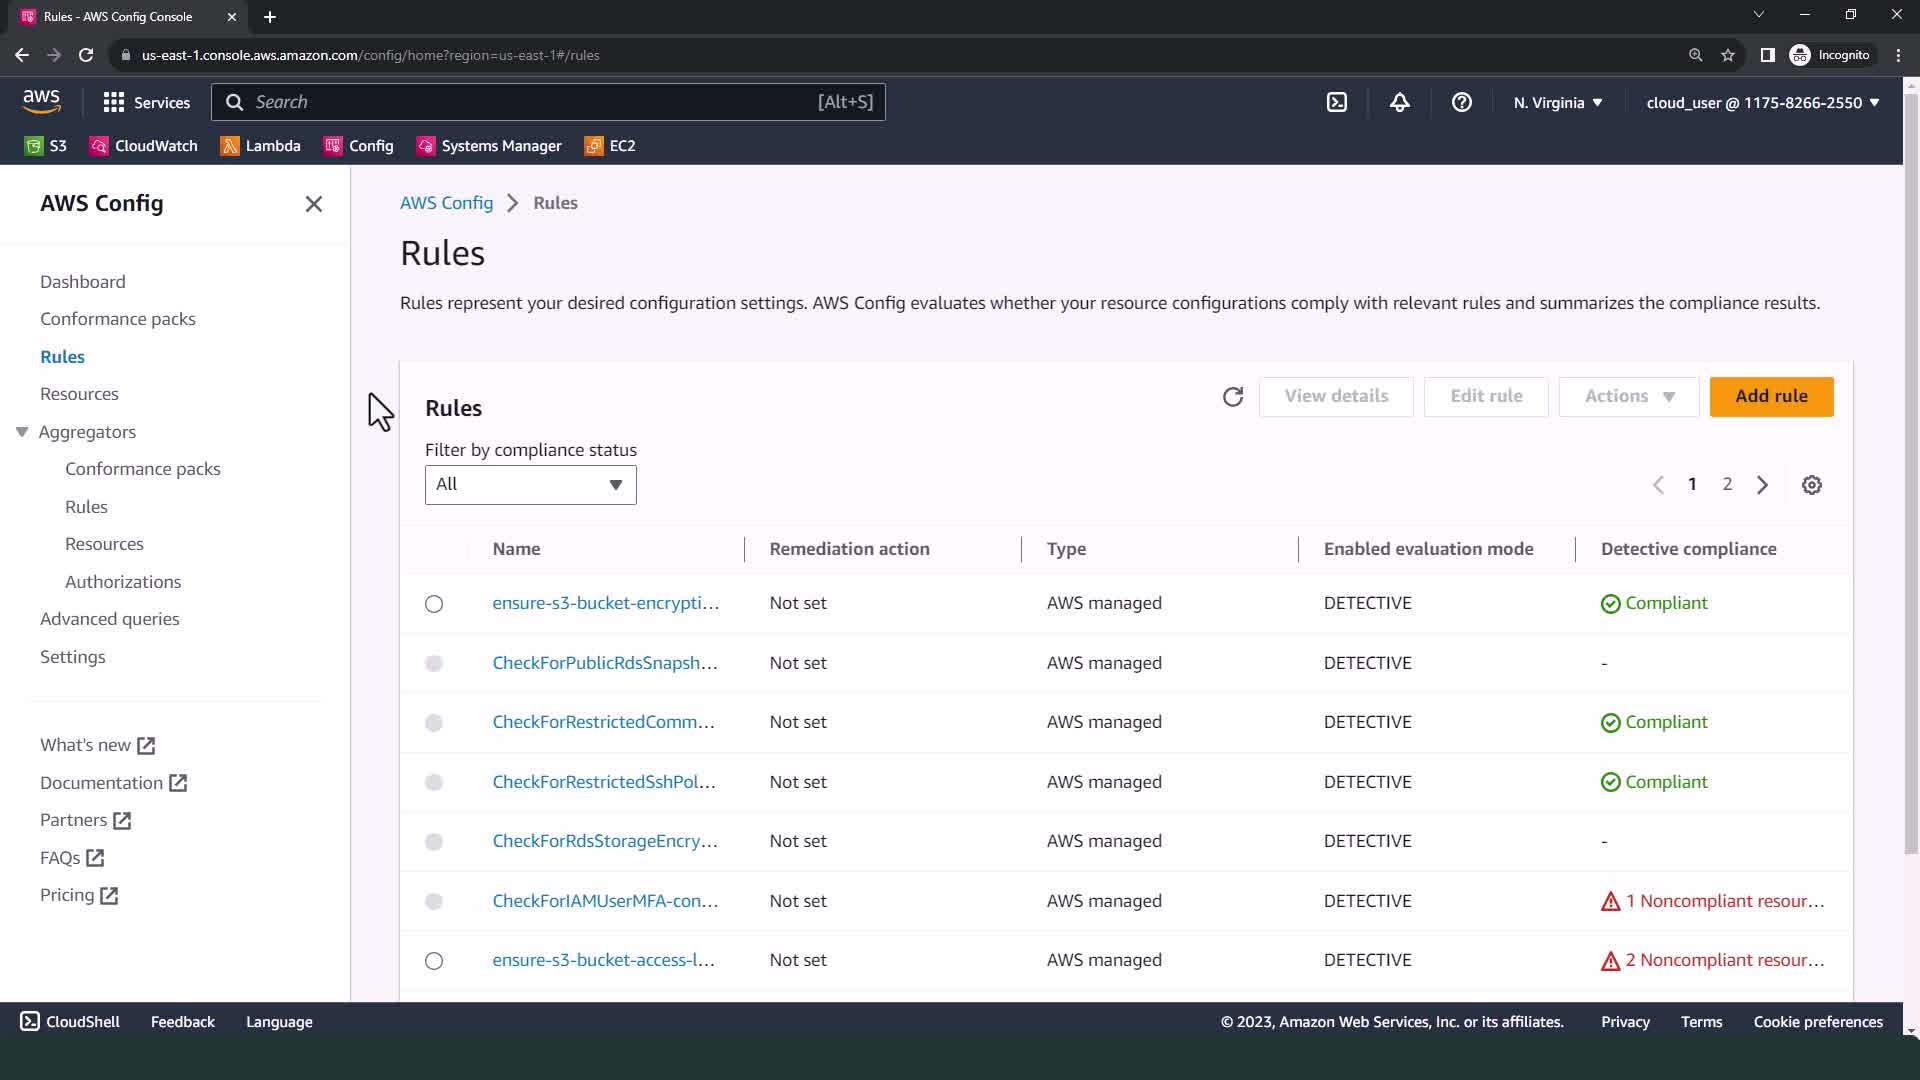 Rules - AWS Config Console
us-east-1.console.aws.amazon.com/config/home?region=us-east-1#/rules
Incognito
aws
Services
Search
[Alt+S]
N. Virginia
cloud_user @ 1175-8266-2550
S3
CloudWatch
Lambda
Config
Systems Manager
EC2
AWS Config
Dashboard
Conformance packs
Rules
Resources
Aggregators
Conformance packs
Rules
Resources
Authorizations
Advanced queries
Settings
What's new
Documentation
Partners
FAQs
Pricing
AWS Config > Rules
Rules
Rules represent your desired configuration settings. AWS Config evaluates whether your resource configurations comply with relevant rules and summarizes the compliance results.
Rules
View details
Edit rule
Actions
Add rule
Filter by compliance status
All
1 2
Name Remediation action Type Enabled evaluation mode Detective compliance
ensure-s3-bucket-encrypti... Not set AWS managed DETECTIVE Compliant
CheckForPublicRdsSnapsh... Not set AWS managed DETECTIVE -
CheckForRestrictedComm... Not set AWS managed DETECTIVE Compliant
CheckForRestrictedSshPol... Not set AWS managed DETECTIVE Compliant
CheckForRdsStorageEncry... Not set AWS managed DETECTIVE -
CheckForIAMUserMFA-con... Not set AWS managed DETECTIVE 1 Noncompliant resour...
ensure-s3-bucket-access-l... Not set AWS managed DETECTIVE 2 Noncompliant resour...
CloudShell
Feedback
Language
© 2023, Amazon Web Services, Inc. or its affiliates.
Privacy
Terms
Cookie preferences